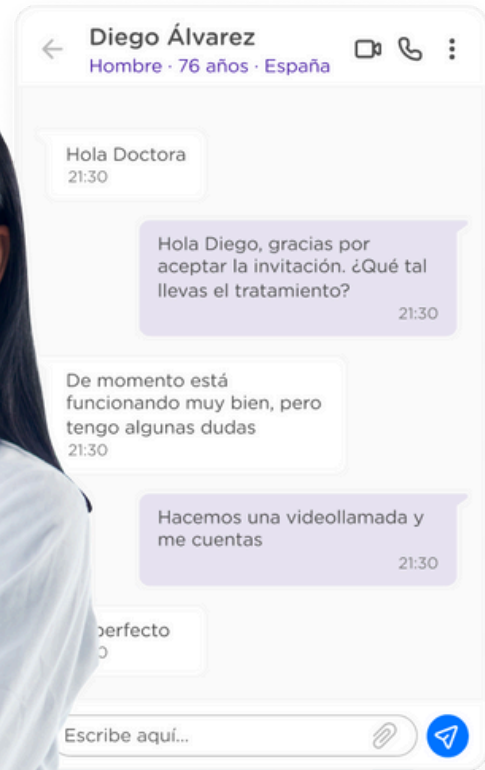 Diego Álvarez
Hombre · 76 años · España
Hola Doctora
21:30
Hola Diego, gracias por
aceptar la invitación. ¿Qué tal
llevas el tratamiento?
21:30
De momento está
funcionando muy bien, pero
tengo algunas dudas
21:30
Hacemos una videollamada y
me cuentas
21:30
perfecto
Escribe aquí...